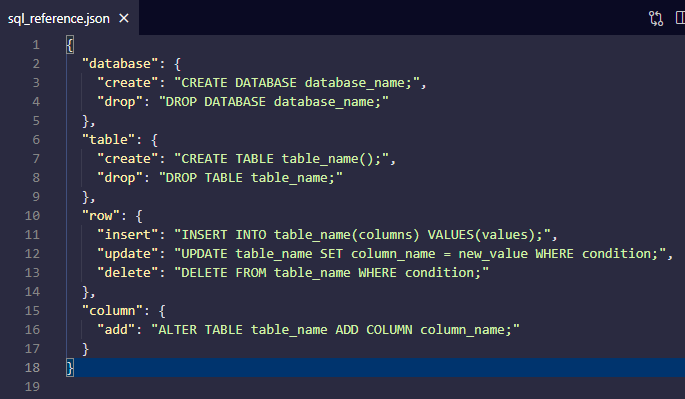 sql_reference.json ×
1 {
2   "database": {
3     "create": "CREATE DATABASE database_name;",
4     "drop": "DROP DATABASE database_name;"
5   },
6   "table": {
7     "create": "CREATE TABLE table_name();",
8     "drop": "DROP TABLE table_name;"
9   },
10   "row": {
11     "insert": "INSERT INTO table_name(columns) VALUES(values);",
12     "update": "UPDATE table_name SET column_name = new_value WHERE condition;",
13     "delete": "DELETE FROM table_name WHERE condition;"
14   },
15   "column": {
16     "add": "ALTER TABLE table_name ADD COLUMN column_name;"
17   }
18 }
19